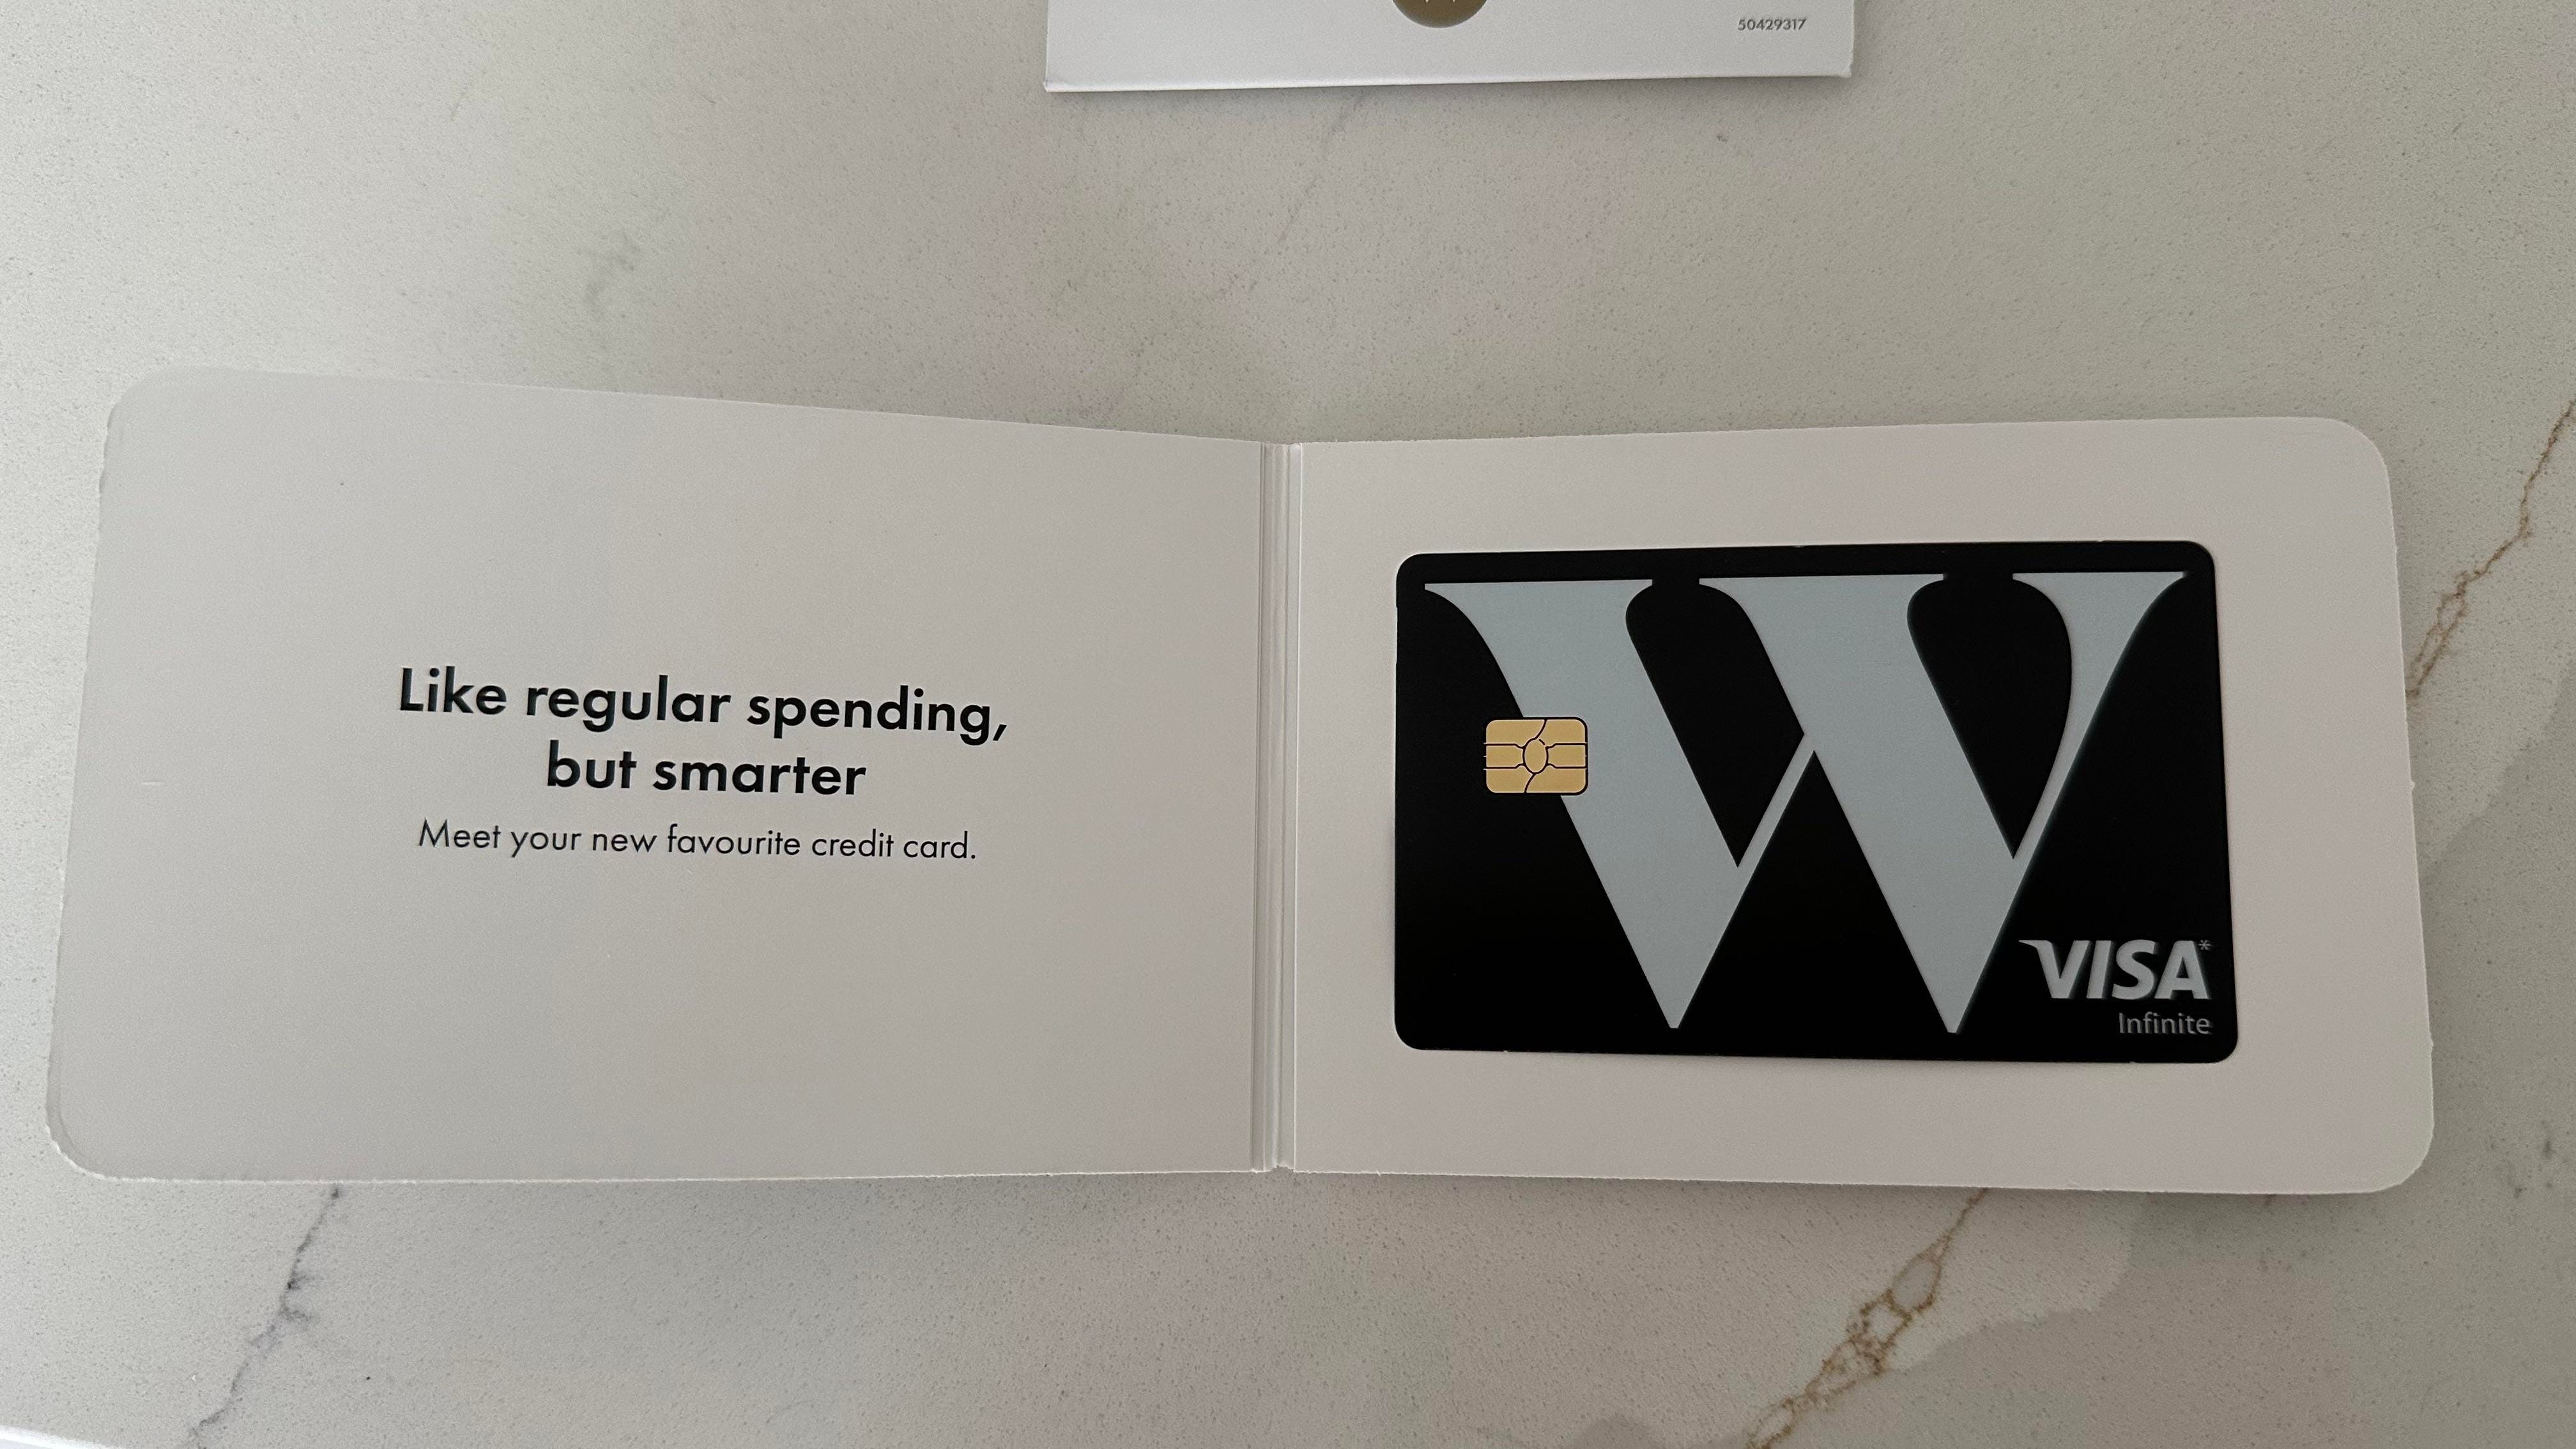 50429317
Like regular spending,
but smarter
Meet your new favourite credit card.
W
VISA*
Infinite